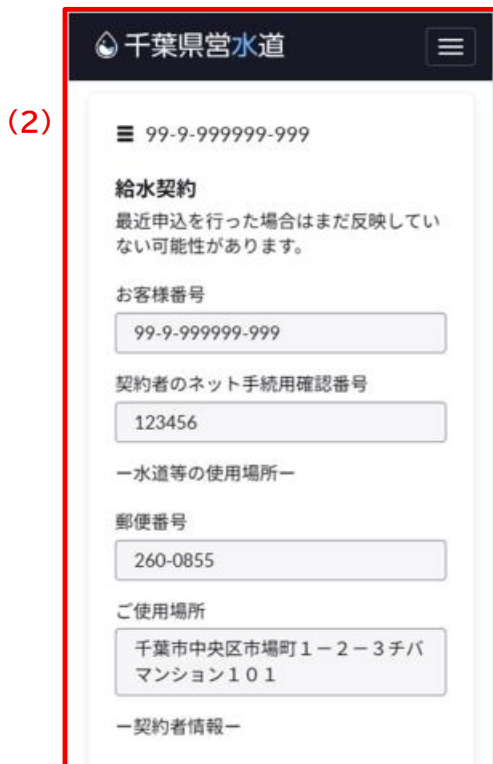 千葉県営水道
(2)
99-9-999999-999
給水契約
最近申込を行った場合はまだ反映してい
ない可能性があります。
お客様番号
99-9-999999-999
契約者のネット手続用確認番号
123456
ー水道等の使用場所ー
郵便番号
260-0855
ご使用場所
千葉市中央区市場町１－２－３チバ
マンション１０１
ー契約者情報ー